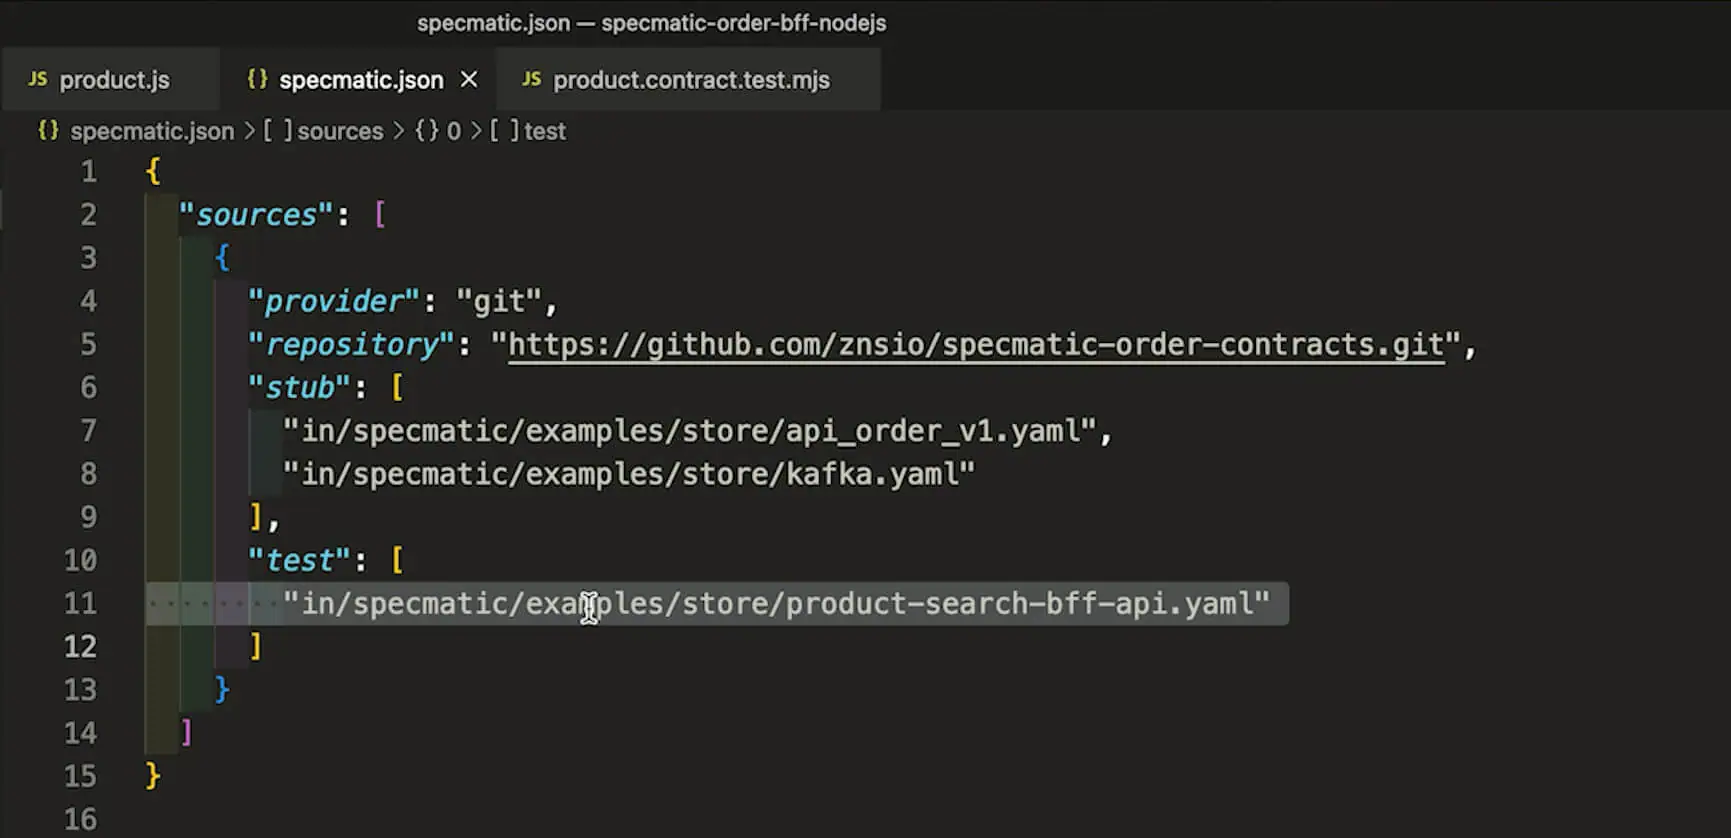 specmatic.json — specmatic-order-bff-nodejs
JS product.js {} specmatic.json × JS product.contract.test.mjs
{} specmatic.json > [ ] sources > {} 0 > [ ] test
1 {
2 "sources": [
3 {
4 "provider": "git",
5 "repository": "https://github.com/znsio/specmatic-order-contracts.git",
6 "stub": [
7 "in/specmatic/examples/store/api_order_v1.yaml",
8 "in/specmatic/examples/store/kafka.yaml"
9 ],
10 "test": [
11 "in/specmatic/examples/store/product-search-bff-api.yaml"
12 ]
13 }
14 ]
15 }
16